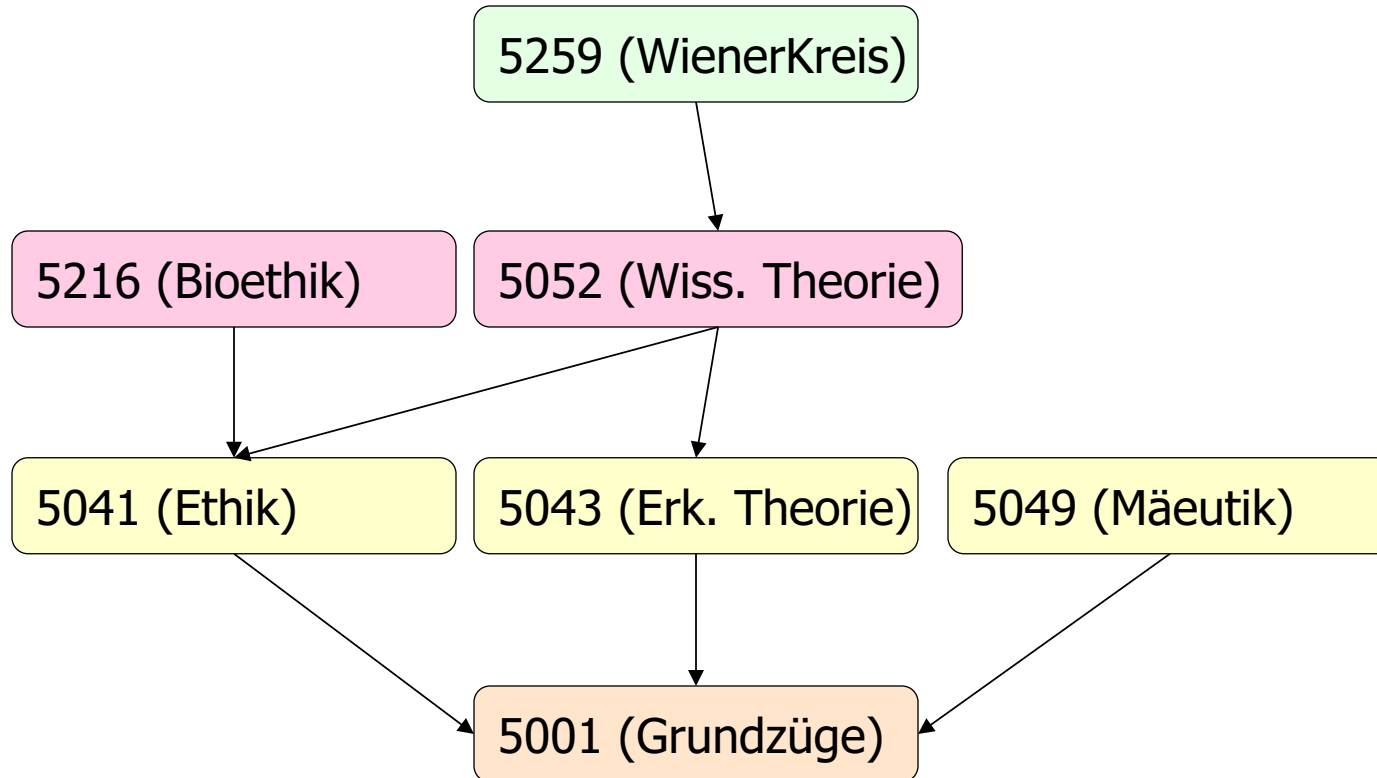 5259 (WienerKreis)
5216 (Bioethik)
5052 (Wiss. Theorie)
5041 (Ethik)
5043 (Erk. Theorie)
5049 (Mäeutik)
5001 (Grundzüge)